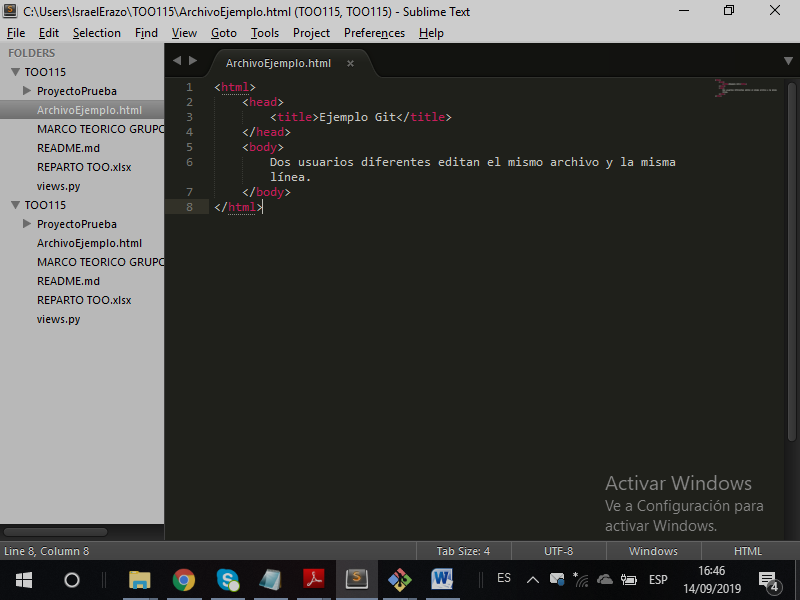 C:\Users\IsraelErazo\TOO115\ArchivoEjemplo.html (TOO115, TOO115) - Sublime Text
File Edit Selection Find View Goto Tools Project Preferences Help
FOLDERS
TOO115
ProyectoPrueba
ArchivoEjemplo.html
MARCO TEORICO GRUPO
README.md
REPARTO TOO.xlsx
views.py
TOO115
ProyectoPrueba
ArchivoEjemplo.html
MARCO TEORICO GRUPO
README.md
REPARTO TOO.xlsx
views.py
ArchivoEjemplo.html ×
1 <html>
2 <head>
3 <title>Ejemplo Git</title>
4 </head>
5 <body>
6 Dos usuarios diferentes editan el mismo archivo y la misma
línea.
7 </body>
8 </html>
Activar Windows
Ve a Configuración para
activar Windows.
Line 8, Column 8 Tab Size: 4 UTF-8 Windows HTML
ES ESP
16:46
14/09/2019
4